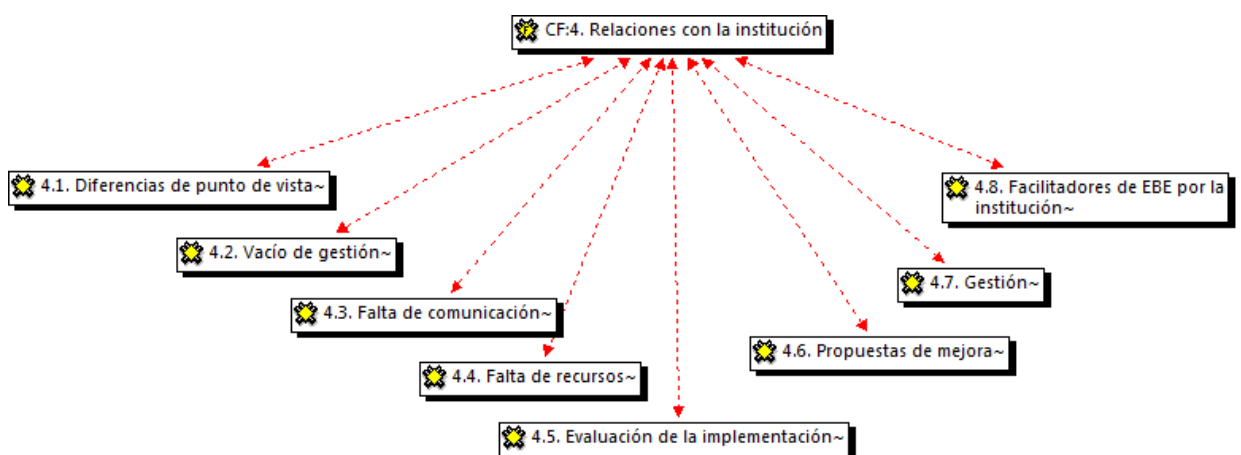 CF:4. Relaciones con la institución
4.1. Diferencias de punto de vista~
4.2. Vacío de gestión~
4.3. Falta de comunicación~
4.4. Falta de recursos~
4.5. Evaluación de la implementación~
4.6. Propuestas de mejora~
4.7. Gestión~
4.8. Facilitadores de EBE por la
institución~